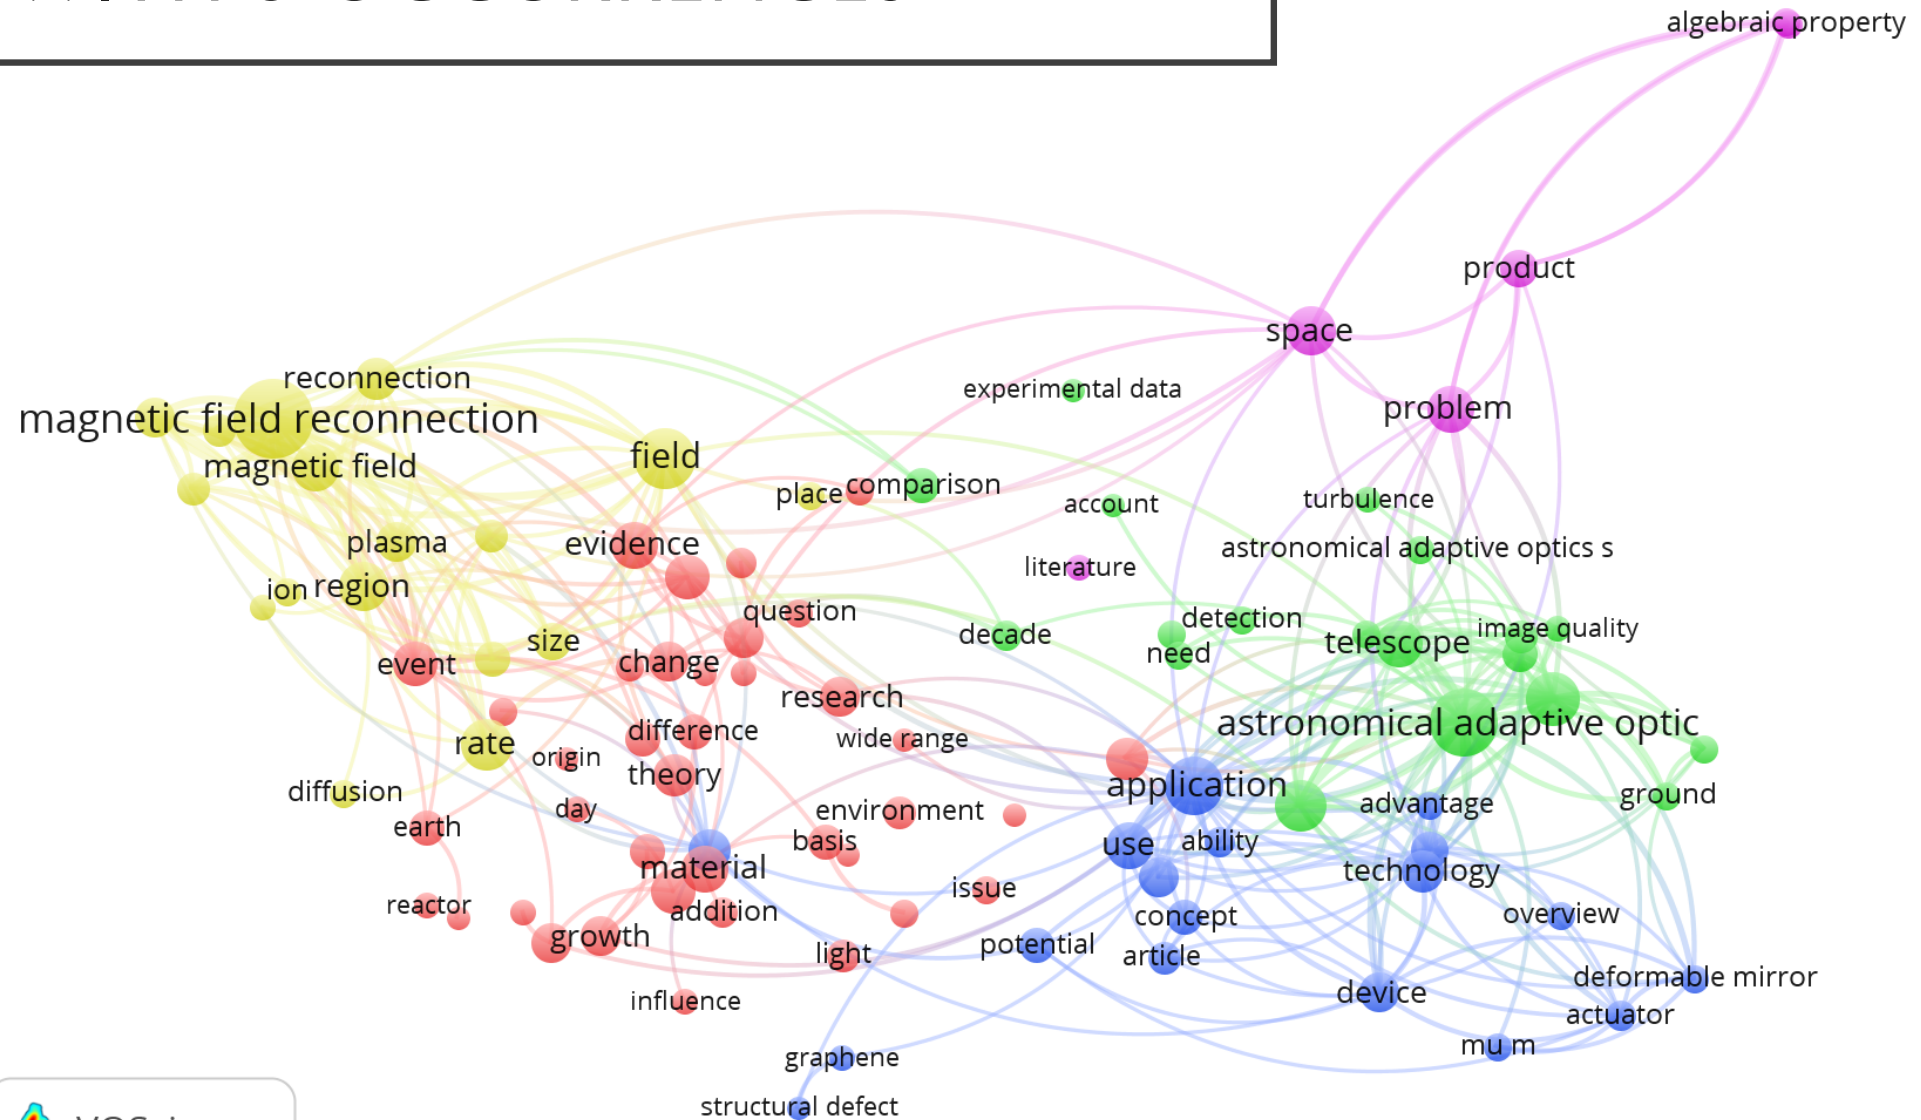 algebraic property
product
space
problem
reconnection
magnetic field reconnection
magnetic field
experimental data
field
place
comparison
account
turbulence
plasma
evidence
astronomical adaptive optics s
literature
ion
region
question
detection
size
decade
telescope
image quality
event
change
need
research
astronomical adaptive optic
rate
difference
wide range
origin
theory
application
diffusion
day
environment
advantage
ground
earth
basis
use
ability
material
technology
issue
reactor
addition
concept
overview
growth
light
potential
article
deformable mirror
influence
device
actuator
mu m
graphene
structural defect